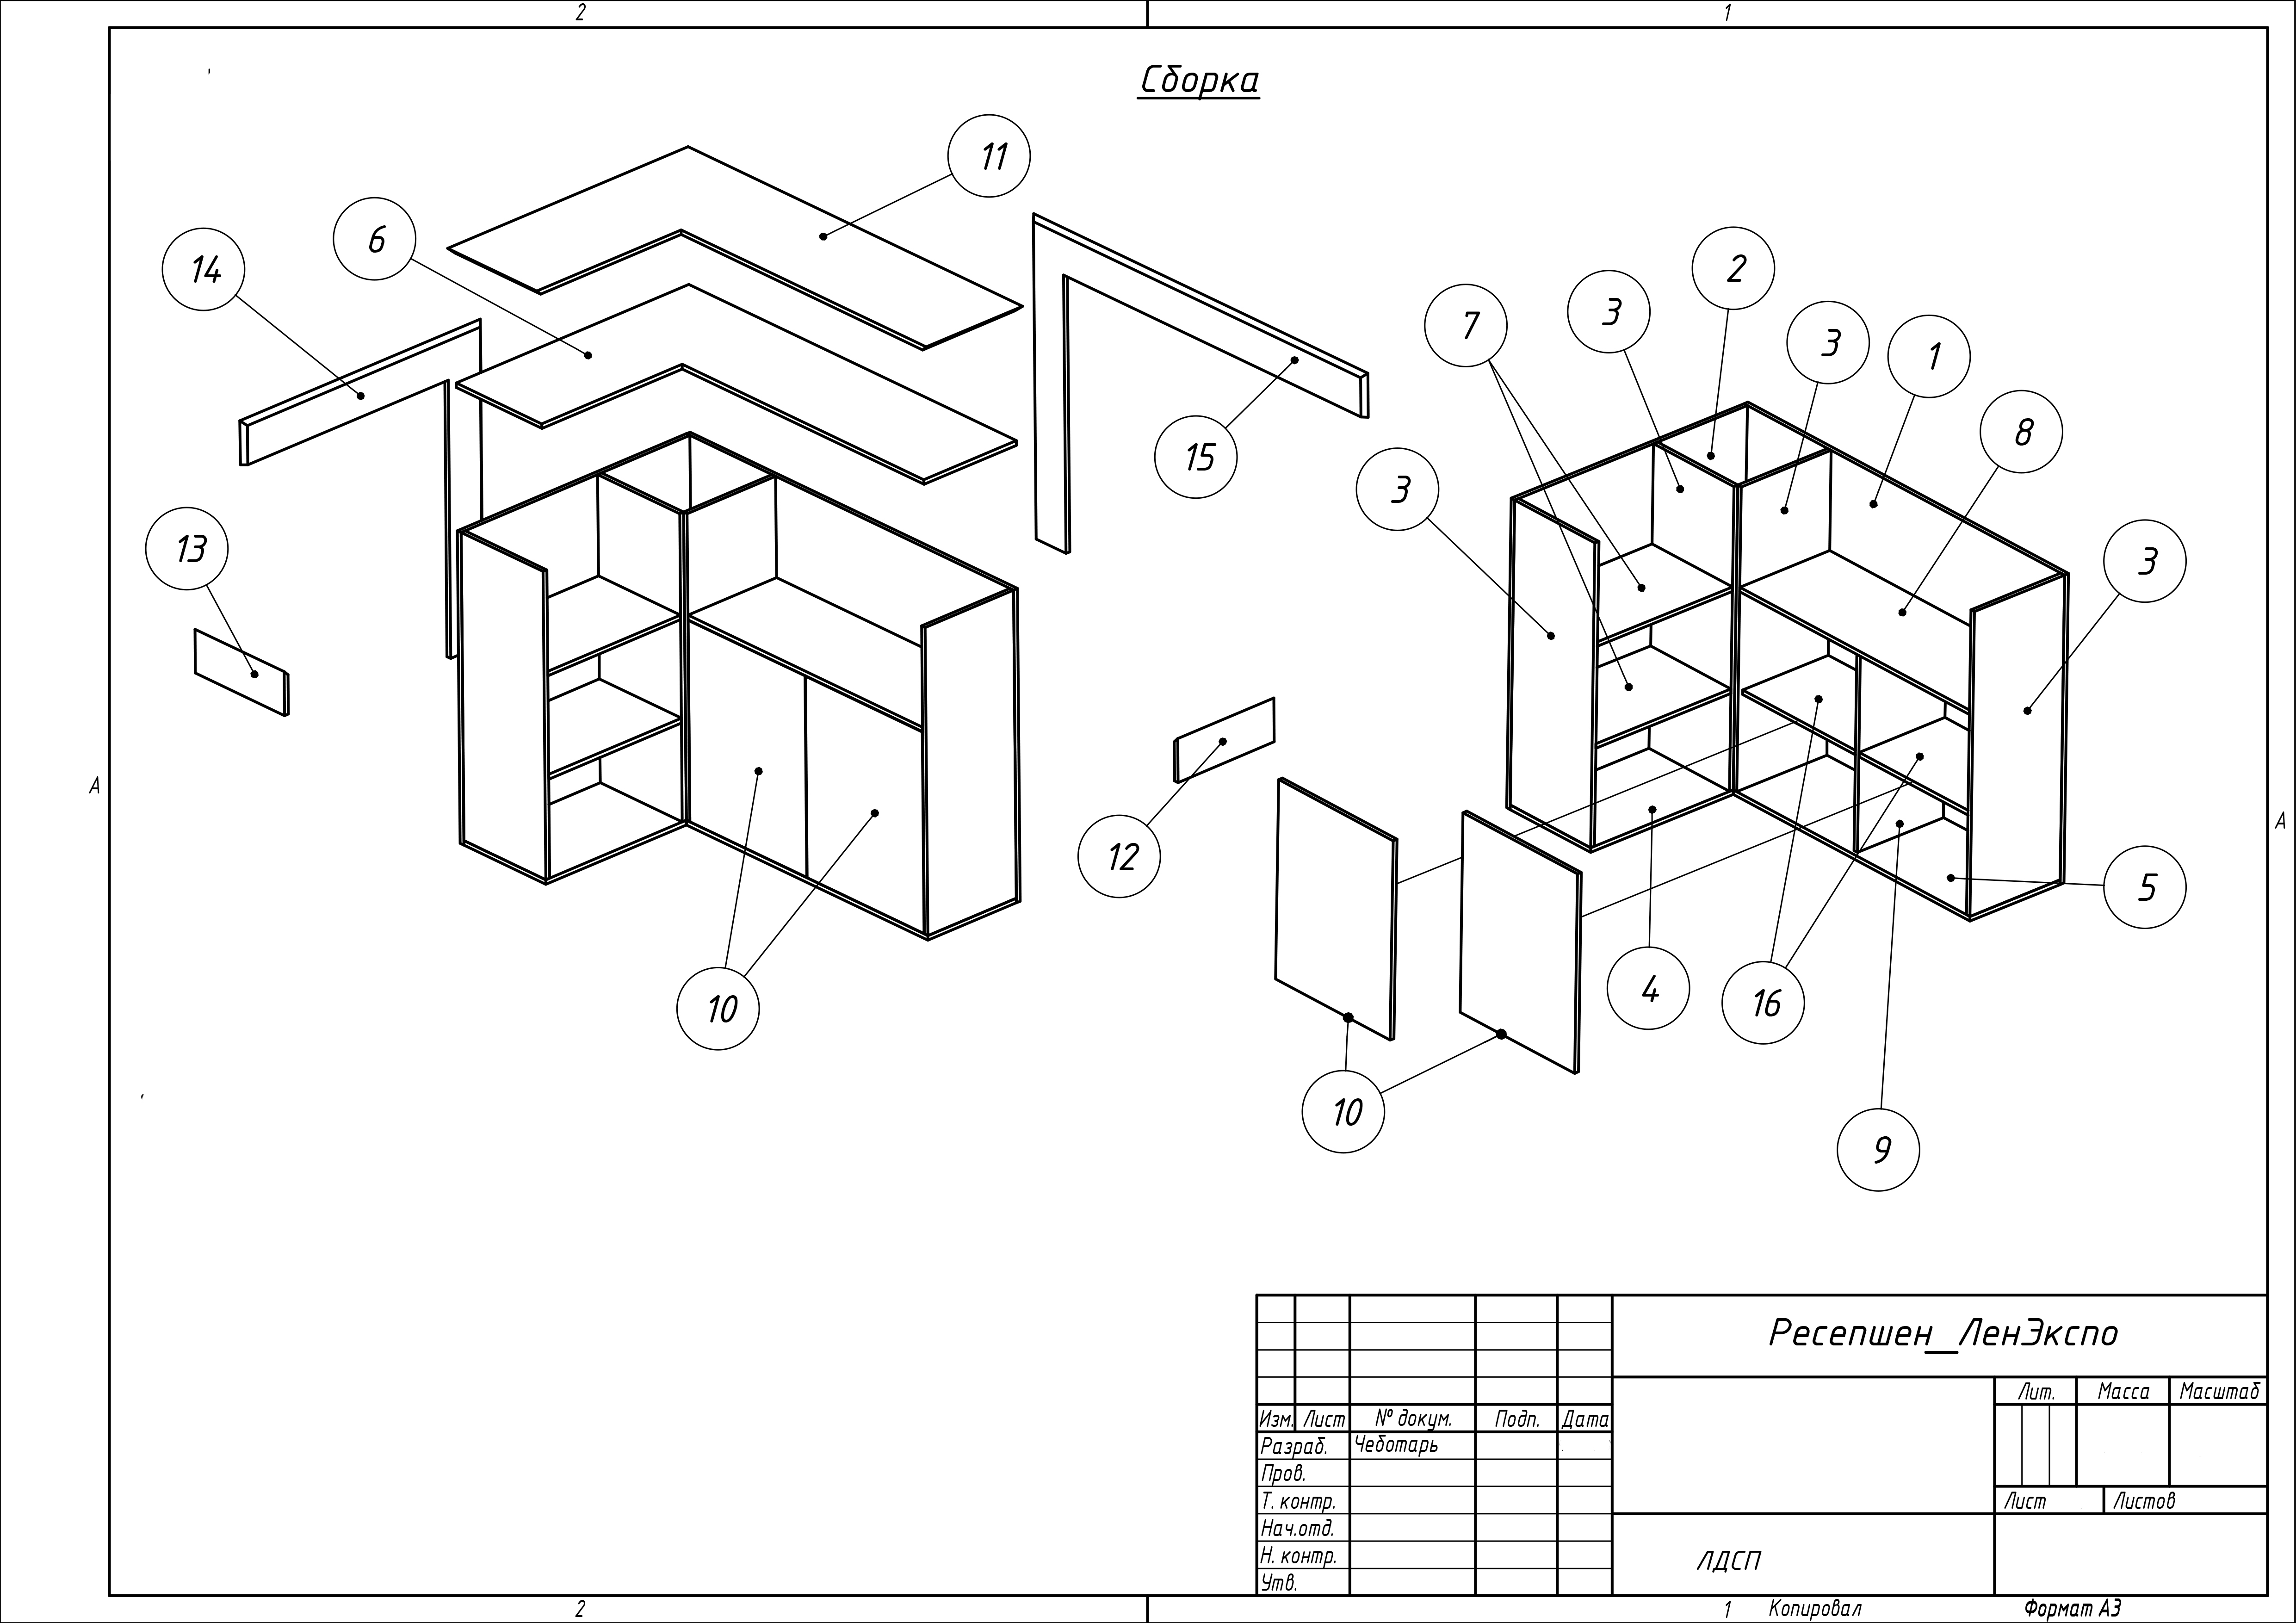 2 1
Сборка
11
6
14
2
3
7
3
1
8
15
3
13
3
12
5
4
16
10
10
9
A A
Ресепшен_ЛенЭкспо
Лит. Масса Масштаб
Изм. Лист № докум. Подп. Дата
Разраб. Чеботарь
Пров.
Т. контр.
Лист Листов
Нач.отд.
Н. контр.
ЛДСП
Утв.
2 1 Копировал Формат А3